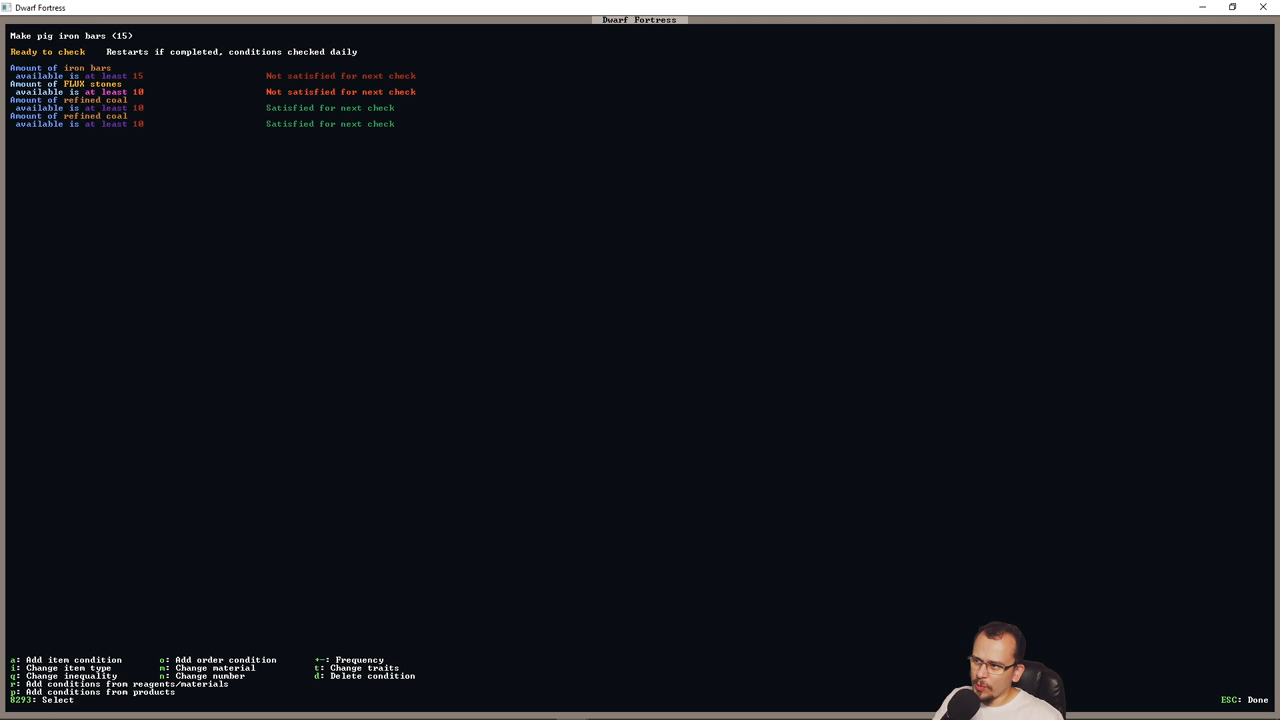 Dwarf Fortress
Dwarf Fortress
Make pig iron bars (15)
Ready to check Restarts if completed, conditions checked daily
Amount of iron bars
available is at least 15 Not satisfied for next check
Amount of FLUX stones
available is at least 10 Not satisfied for next check
Amount of refined coal
available is at least 10 Satisfied for next check
Amount of refined coal
available is at least 10 Satisfied for next check
a: Add item condition o: Add order condition +-: Frequency
i: Change item type m: Change material t: Change traits
q: Change inequality n: Change number d: Delete condition
r: Add conditions from reagents/materials
p: Add conditions from products
8293: Select ESC: Done